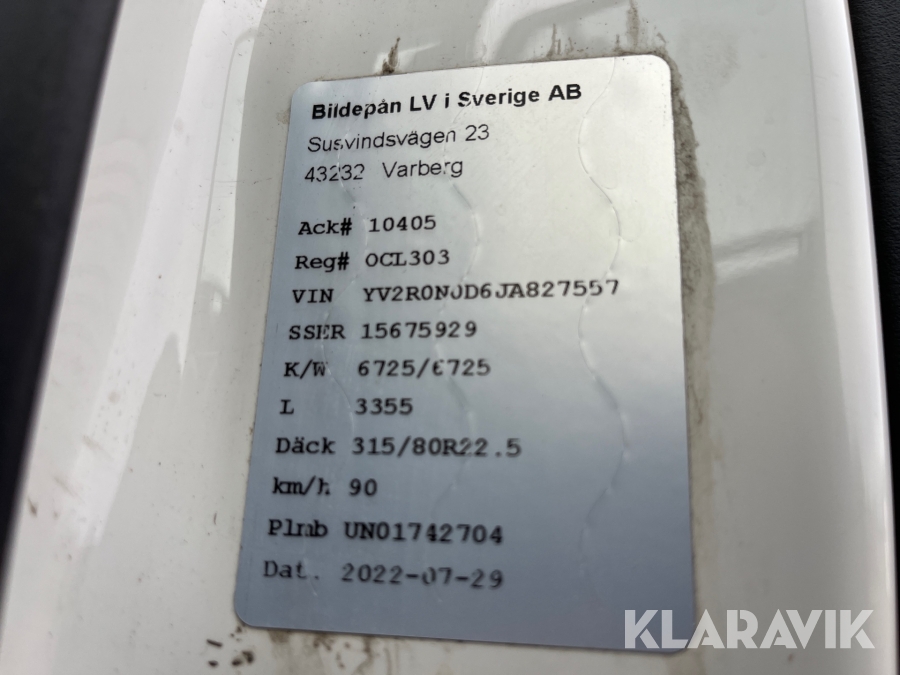 Bildepån LV i Sverige AB
Susvindsvägen 23
43232 Varberg
Ack# 10405
Reg# OCL303
VIN YV2R0N0D6JA827557
SSER 15675929
K/W 6725/6725
L 3355
Däck 315/80R22.5
km/h 90
Plmb UN01742704
Dat. 2022-07-29
KLARAVIK